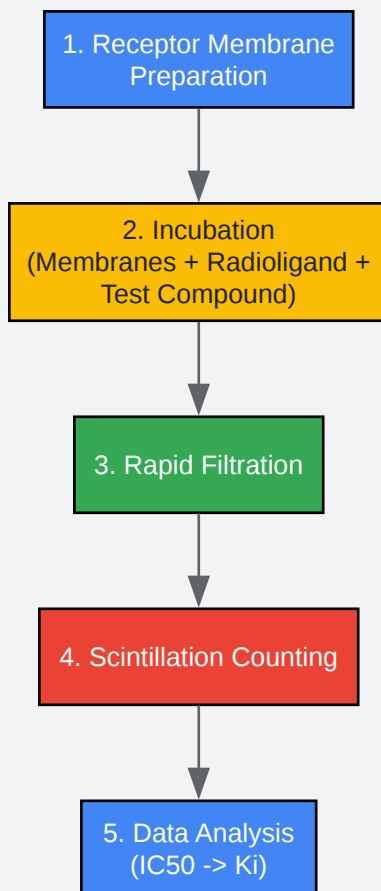 1. Receptor Membrane
Preparation
2. Incubation
(Membranes + Radioligand +
Test Compound)
3. Rapid Filtration
4. Scintillation Counting
5. Data Analysis
(IC50 -> Ki)